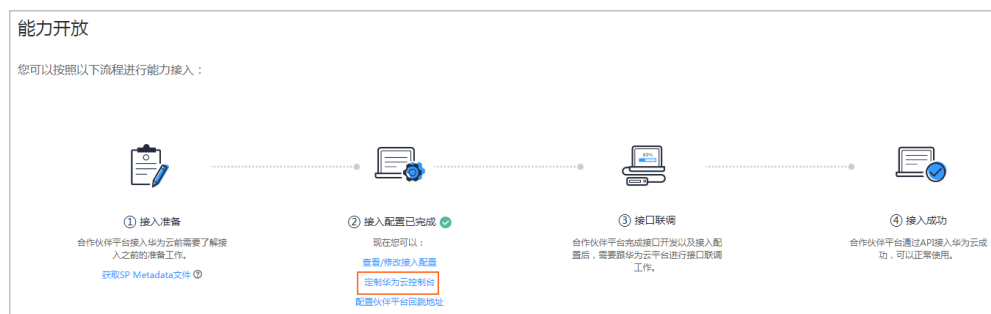 能力开放
您可以按照以下流程进行能力接入：
60%
① 接入准备
合作伙伴平台接入华为云前需要了解接
入之前的准备工作。
获取SP Metadata文件
② 接入配置已完成
现在您可以：
查看/修改接入配置
定制华为云控制台
配置伙伴平台回跳地址
③ 接口联调
合作伙伴平台完成接口开发以及接入配
置后，需要跟华为云平台进行接口联调
工作。
④ 接入成功
合作伙伴平台通过API接入华为云成
功，可以正常使用。